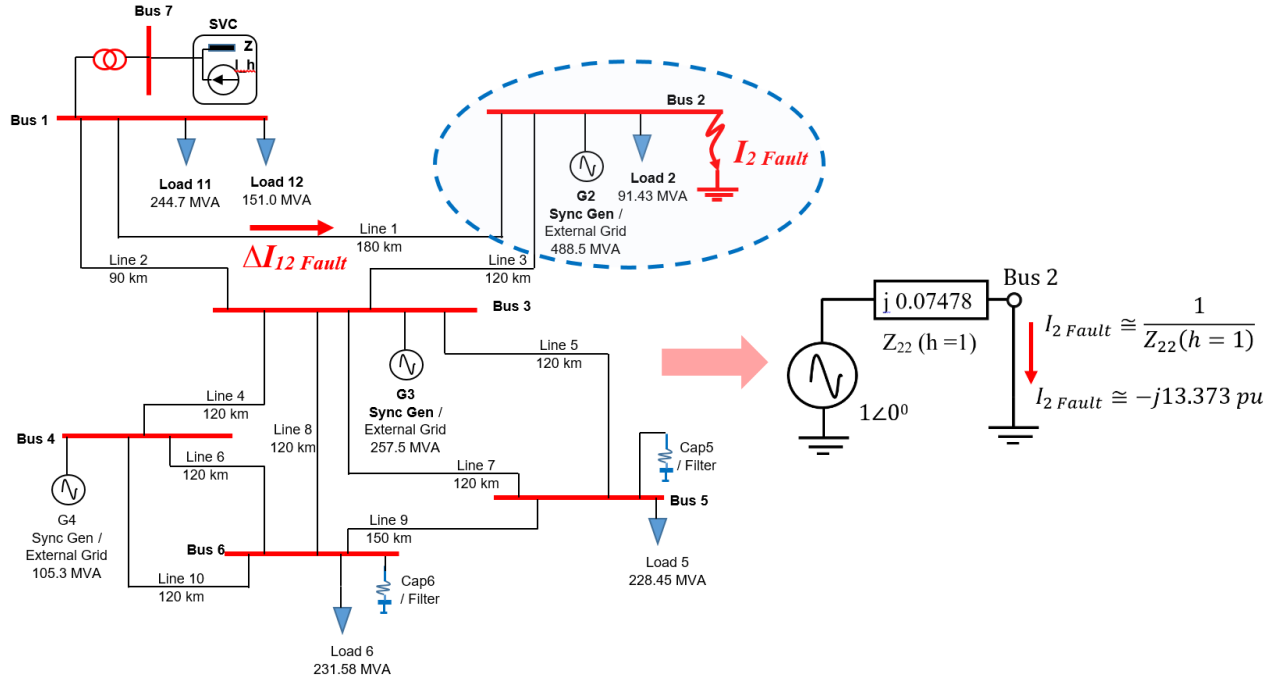 Bus 7
SVC
Z
I_h
Bus 1
Load 11
244.7 MVA
Load 12
151.0 MVA
Bus 2
I2 Fault
G2
Sync Gen /
External Grid
488.5 MVA
Load 2
91.43 MVA
Line 1
180 km
ΔI12 Fault
Line 2
90 km
Line 3
120 km
Bus 3
Line 5
120 km
G3
Sync Gen /
External Grid
257.5 MVA
Line 4
120 km
Line 8
120 km
Bus 4
Line 6
120 km
Line 7
120 km
Cap5
/ Filter
Bus 5
G4
Sync Gen /
External Grid
105.3 MVA
Line 9
150 km
Bus 6
Load 5
228.45 MVA
Line 10
120 km
Cap6
/ Filter
Load 6
231.58 MVA
Bus 2
j 0.07478
Z22 (h =1)
1∠0⁰
I2 Fault ≅ 1 / Z22(h = 1)
I2 Fault ≅ −j13.373 pu